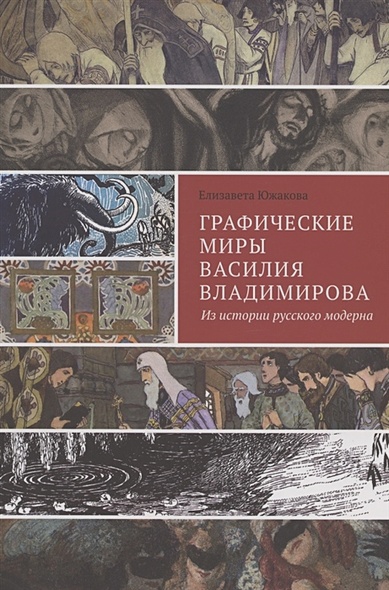 Елизавета Южакова
ГРАФИЧЕСКИЕ
МИРЫ
ВАСИЛИЯ
ВЛАДИМИРОВА
Из истории русского модерна